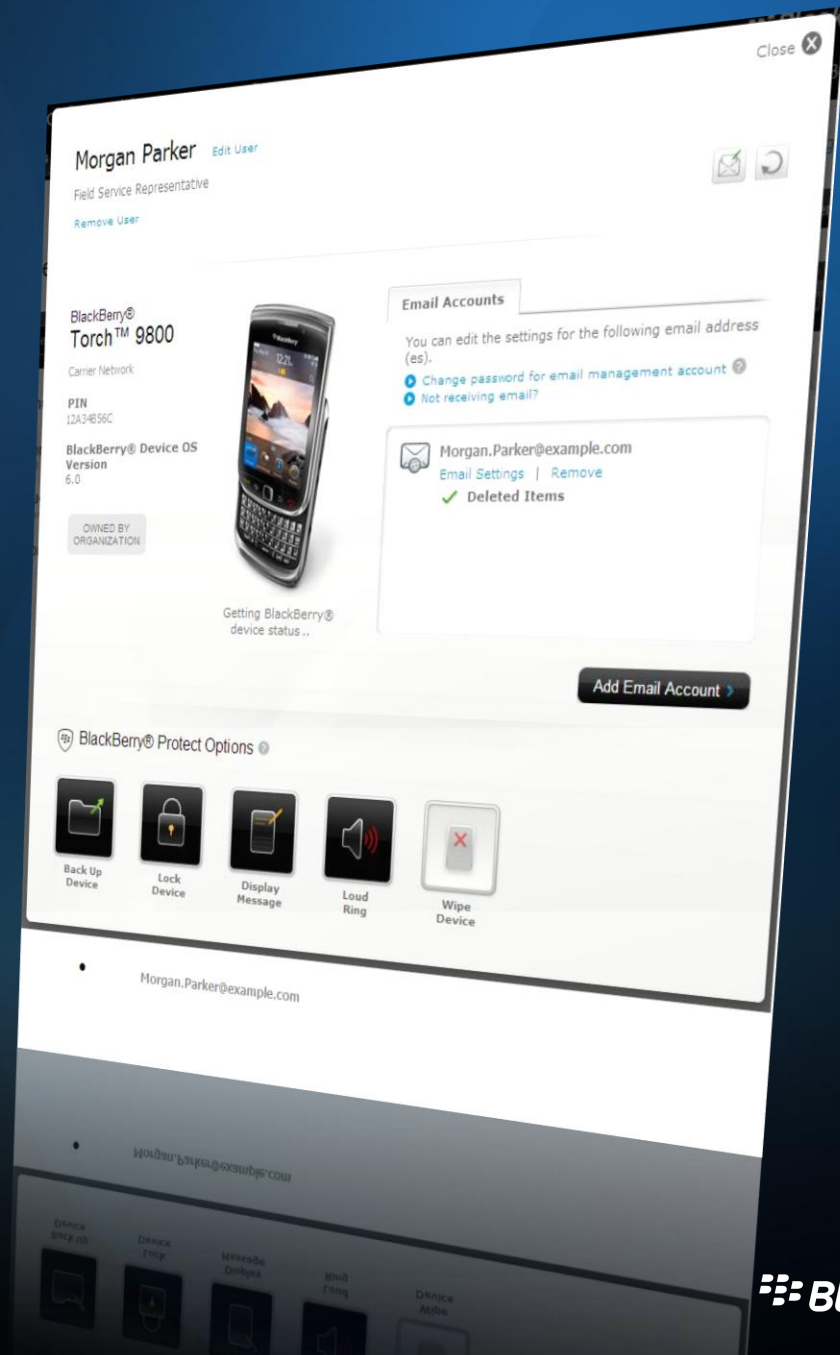 Close
Morgan Parker Edit User
Field Service Representative
Remove User
BlackBerry®
Torch™ 9800
Carrier Network
PIN
12A34B56C
BlackBerry® Device OS
Version
6.0
OWNED BY
ORGANIZATION
BlackBerry
12:21
Getting BlackBerry®
device status ..
Email Accounts
You can edit the settings for the following email address
(es).
Change password for email management account ?
Not receiving email?
Morgan.Parker@example.com
Email Settings | Remove
Deleted Items
Add Email Account
BlackBerry® Protect Options ?
Back Up
Device
Lock
Device
Display
Message
Loud
Ring
Wipe
Device
• Morgan.Parker@example.com